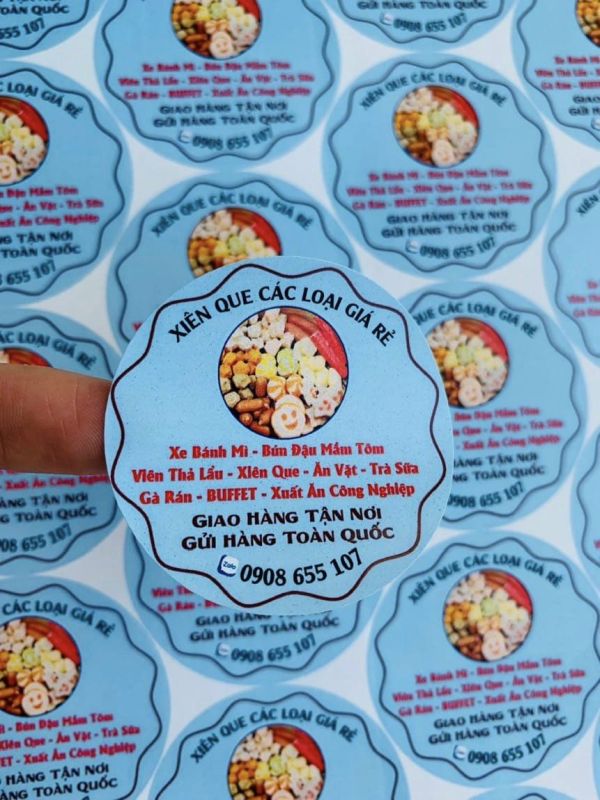 XIÊN QUE CÁC LOẠI GIÁ RẺ
Xe Bánh Mì - Bún Đậu Mắm Tôm
Viên Thả Lẩu - Xiên Que - Ăn Vặt - Trà Sữa
Gà Rán - BUFFET - Xuất Ăn Công Nghiệp
GIAO HÀNG TẬN NƠI
GỬI HÀNG TOÀN QUỐC
Zalo 0908 655 107